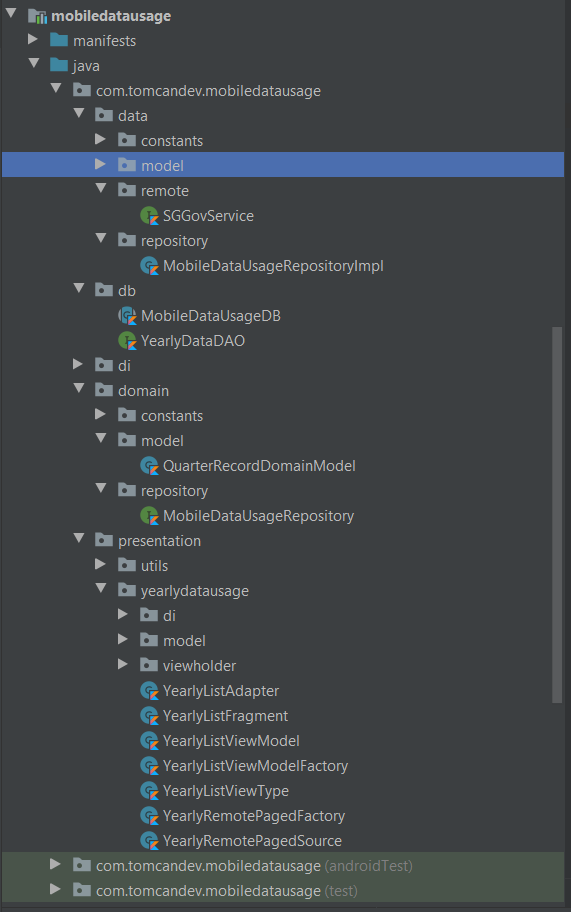 mobiledatausage
manifests
java
com.tomcandev.mobiledatausage
data
constants
model
remote
SGGovService
repository
MobileDataUsageRepositoryImpl
db
MobileDataUsageDB
YearlyDataDAO
di
domain
constants
model
QuarterRecordDomainModel
repository
MobileDataUsageRepository
presentation
utils
yearlydatausage
di
model
viewholder
YearlyListAdapter
YearlyListFragment
YearlyListViewModel
YearlyListViewModelFactory
YearlyListViewType
YearlyRemotePagedFactory
YearlyRemotePagedSource
com.tomcandev.mobiledatausage (androidTest)
com.tomcandev.mobiledatausage (test)